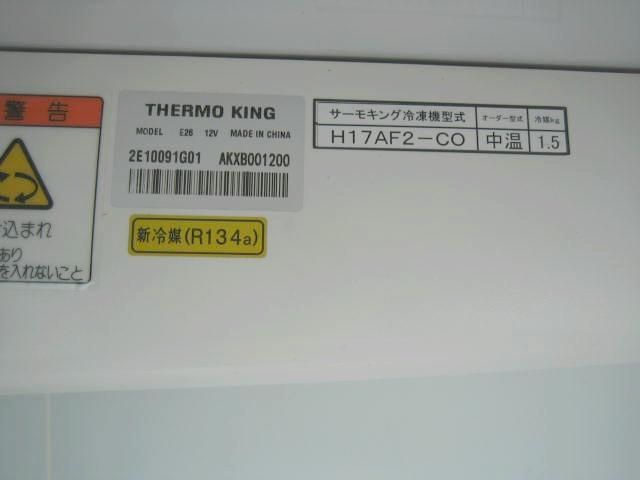 警告
込まれ
あり
を入れないこと
THERMO KING
MODEL E26 12V MADE IN CHINA
2E10091G01 AKXB001200
新冷媒(R134a)
サーモキング冷凍機型式 オーダー型式 冷媒kg
H17AF2-CO 中温 1.5